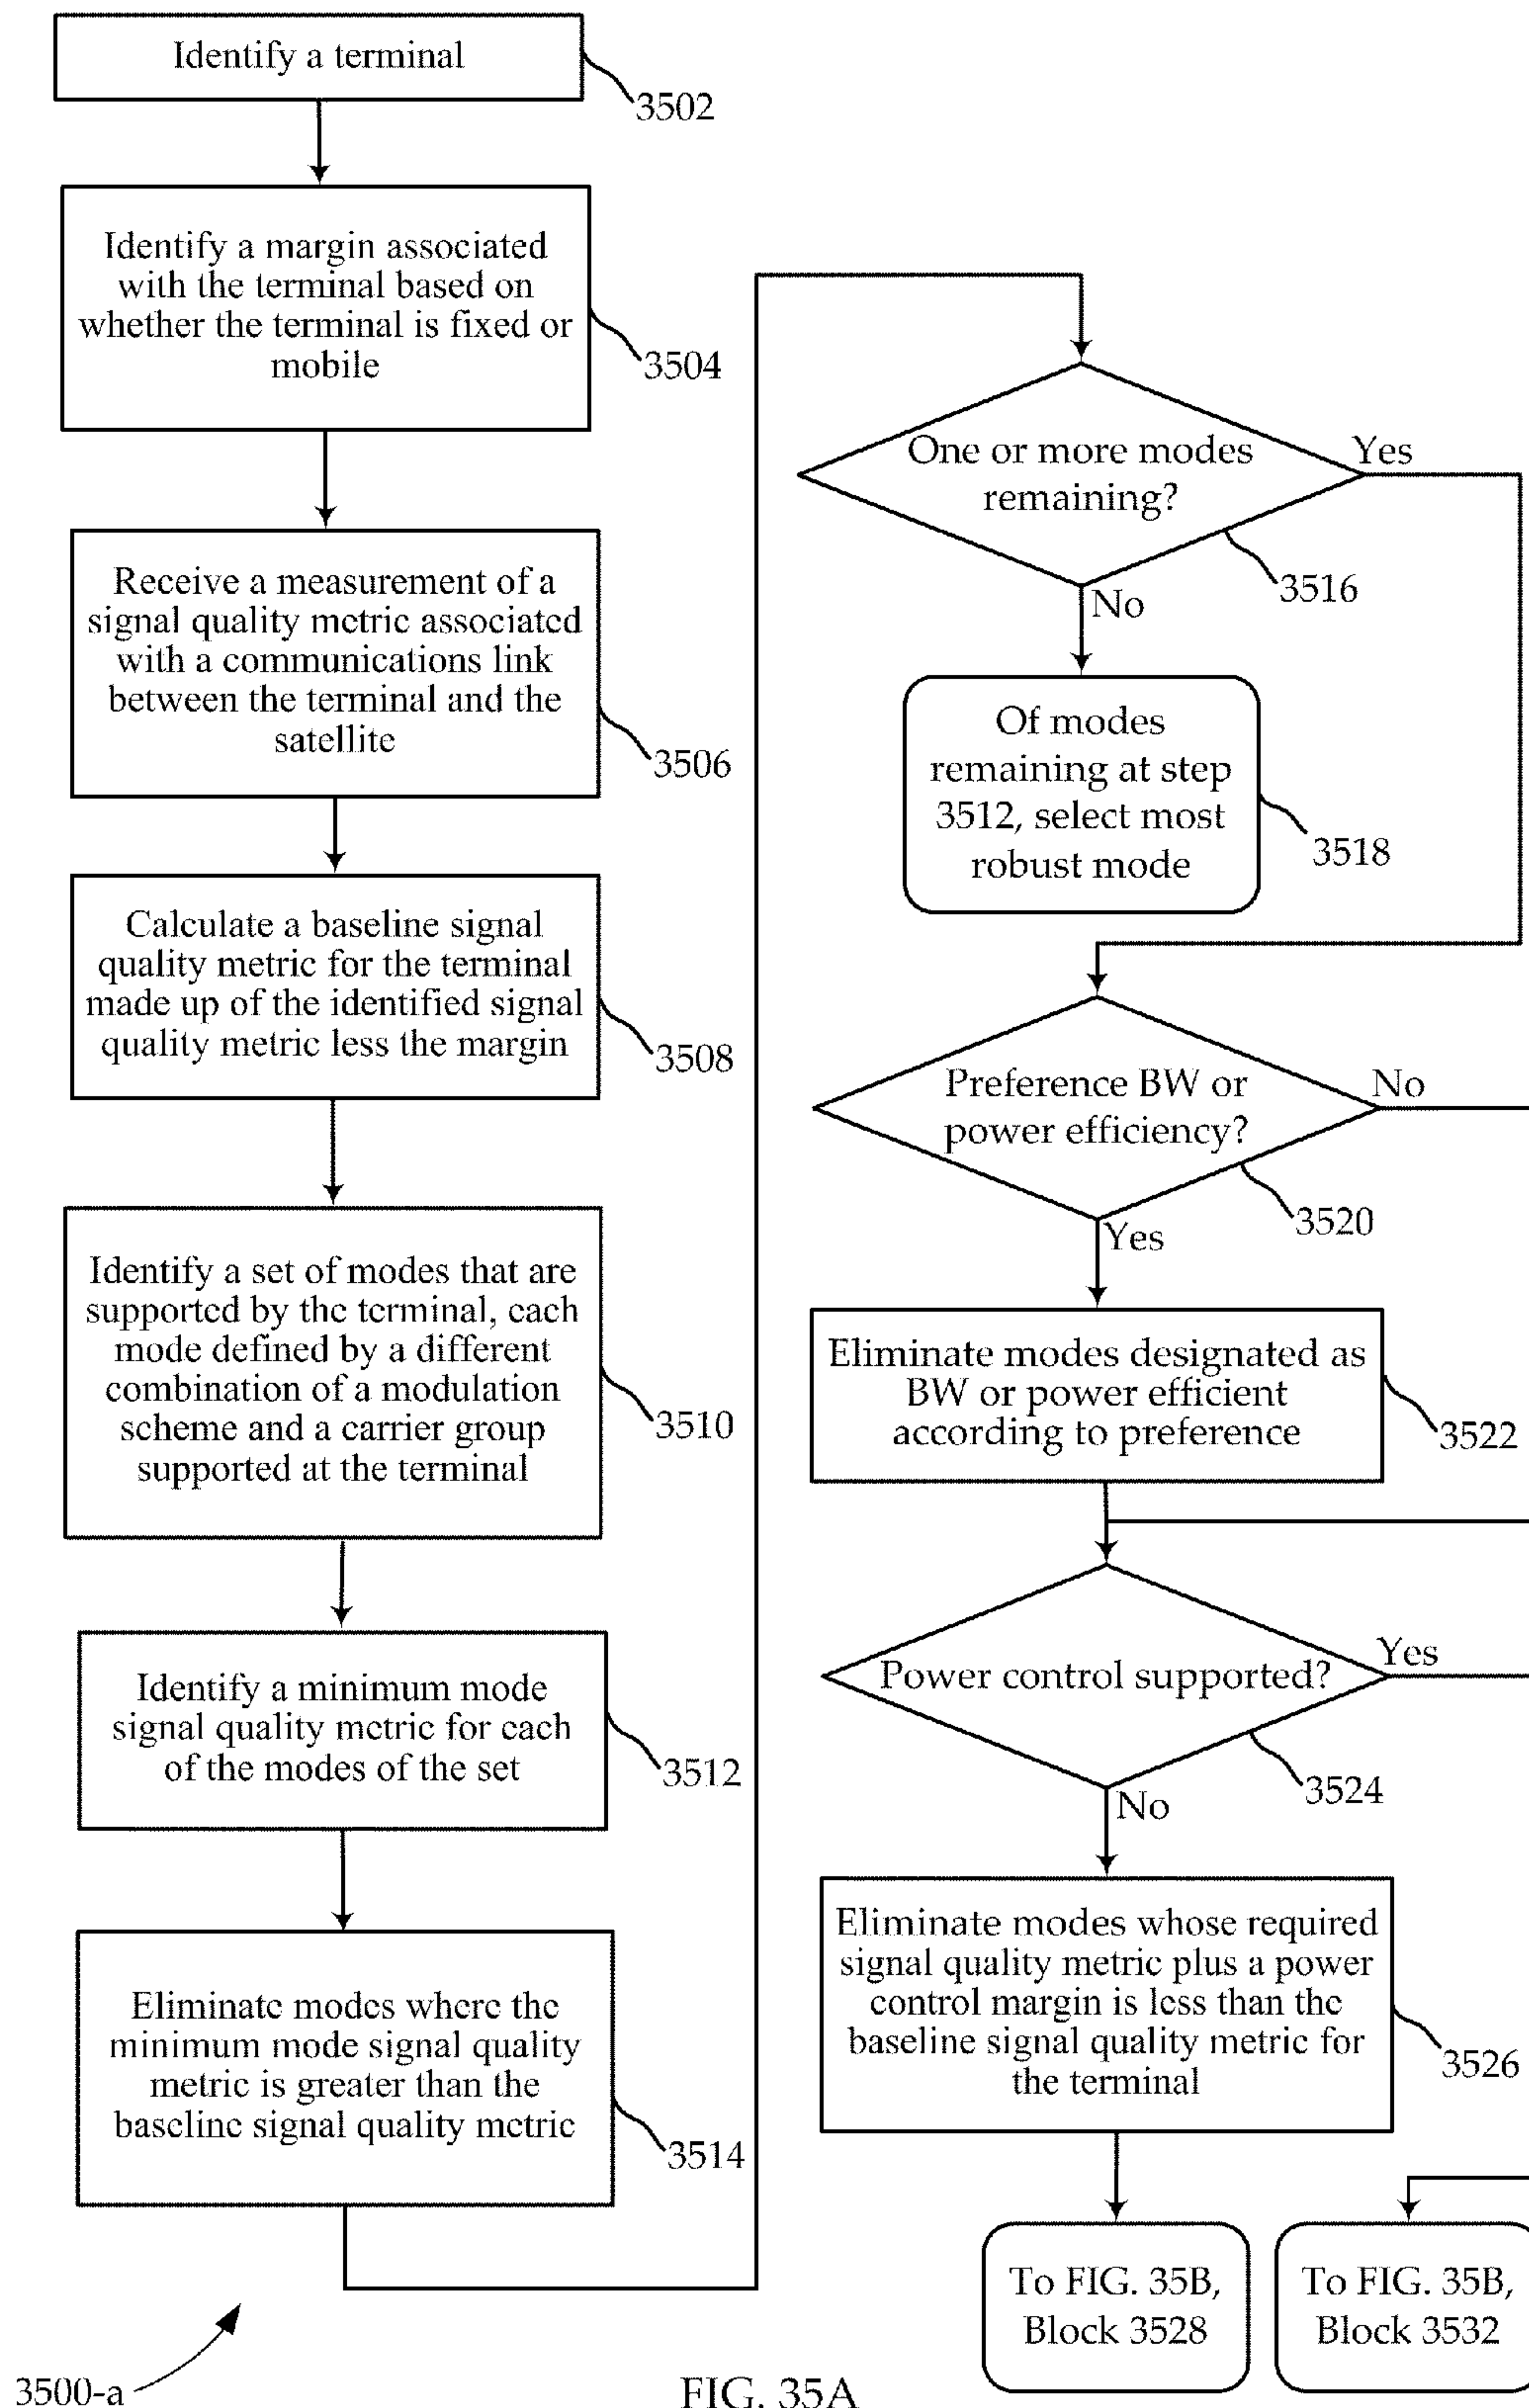 Identify a terminal
3502
Identify a margin associated
with the terminal based on
whether the terminal is fixed or
mobile
3504
Receive a measurement of a
signal quality metric associated
with a communications link
between the terminal and the
satellite
3506
Calculate a baseline signal
quality metric for the terminal
made up of the identified signal
quality metric less the margin
3508
Identify a set of modes that are
supported by the terminal, each
mode defined by a different
combination of a modulation
scheme and a carrier group
supported at the terminal
3510
Identify a minimum mode
signal quality metric for each
of the modes of the set
3512
Eliminate modes where the
minimum mode signal quality
metric is greater than the
baseline signal quality metric
3514
One or more modes
remaining?
Yes
3516
No
Of modes
remaining at step
3512, select most
robust mode
3518
Preference BW or
power efficiency?
No
3520
Yes
Eliminate modes designated as
BW or power efficient
according to preference
3522
Power control supported?
Yes
3524
No
Eliminate modes whose required
signal quality metric plus a power
control margin is less than the
baseline signal quality metric for
the terminal
3526
To FIG. 35B,
Block 3528
To FIG. 35B,
Block 3532
3500-a
FIG. 35A